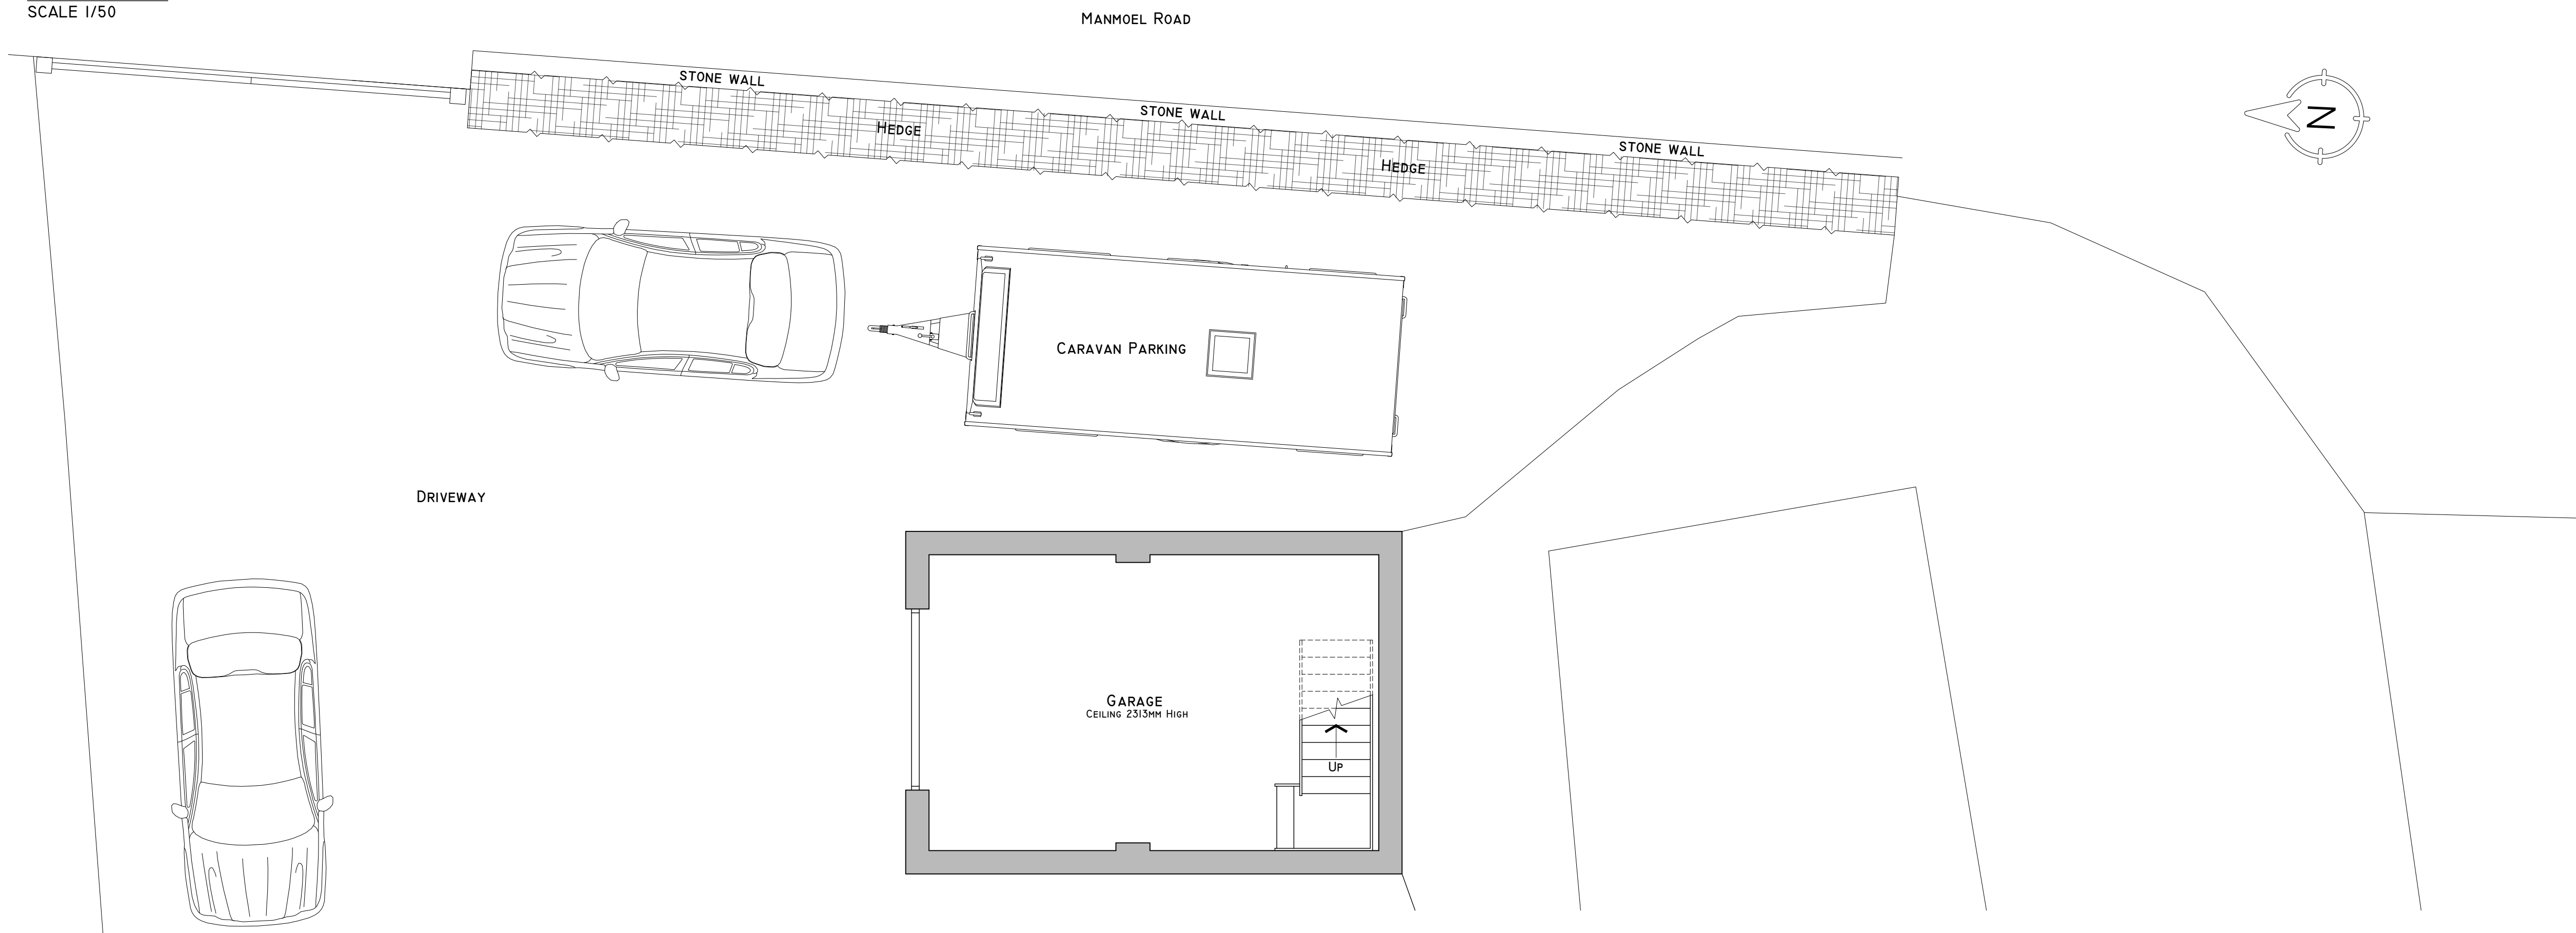 SCALE 1/50
MANMOEL ROAD
STONE WALL
STONE WALL
STONE WALL
HEDGE
HEDGE
N
CARAVAN PARKING
DRIVEWAY
GARAGE
CEILING 2313MM HIGH
UP